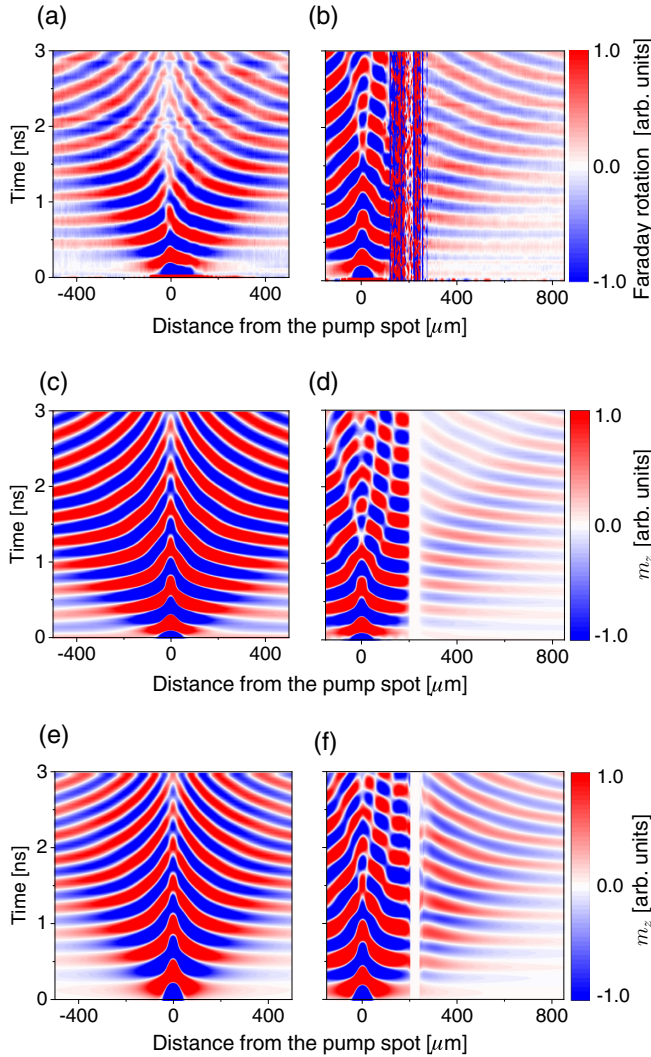 (a)
(b)
3
2
1
0
Time [ns]
-400
0
400
0
400
800
Distance from the pump spot [μm]
1.0
0.0
-1.0
Faraday rotation [arb. units]
(c)
(d)
3
2
1
0
Time [ns]
-400
0
400
0
400
800
Distance from the pump spot [μm]
1.0
0.0
-1.0
m_z [arb. units]
(e)
(f)
3
2
1
0
Time [ns]
-400
0
400
0
400
800
Distance from the pump spot [μm]
1.0
0.0
-1.0
m_z [arb. units]